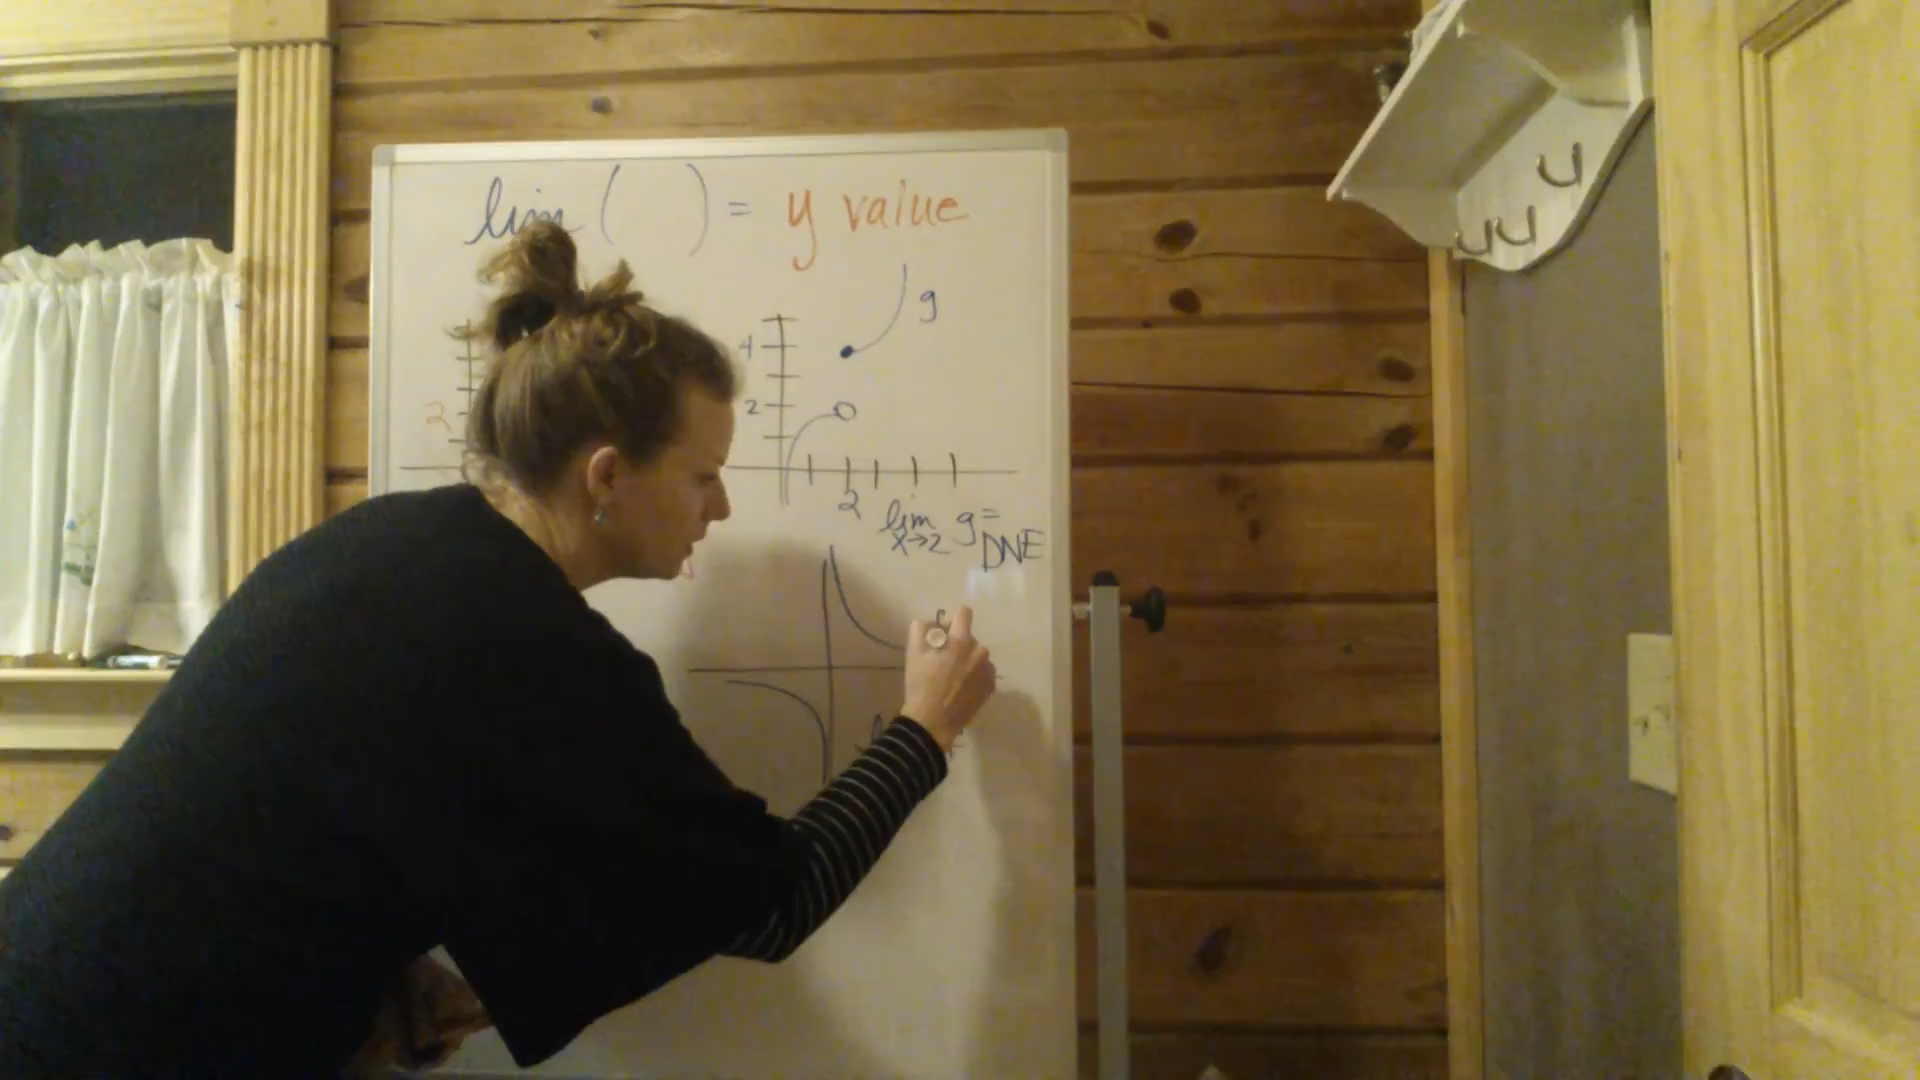 lim ( ) = y value
g
4
2
2
2
lim g =
x→2 DNE